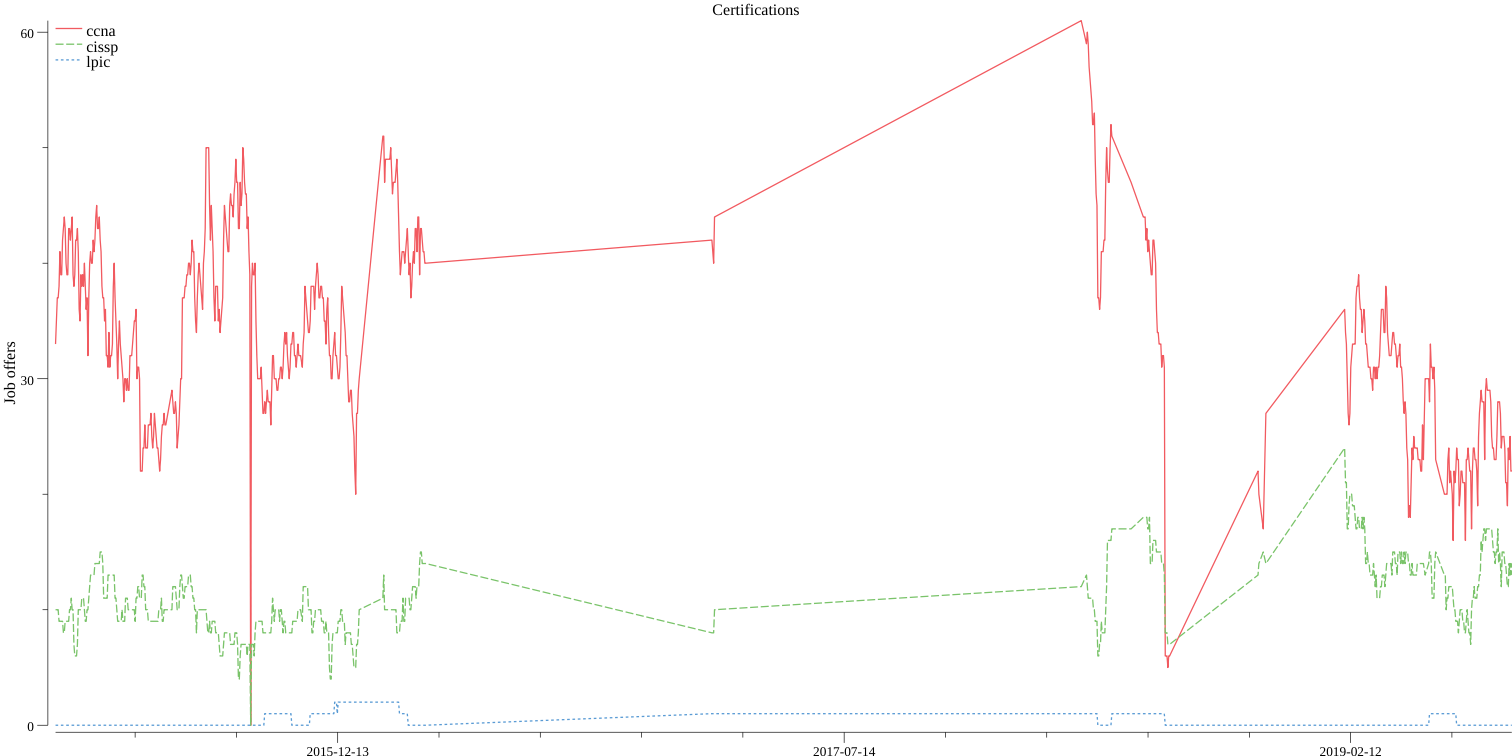 Certifications
60
ccna
cissp
lpic
Job offers
30
0
2015-12-13
2017-07-14
2019-02-12